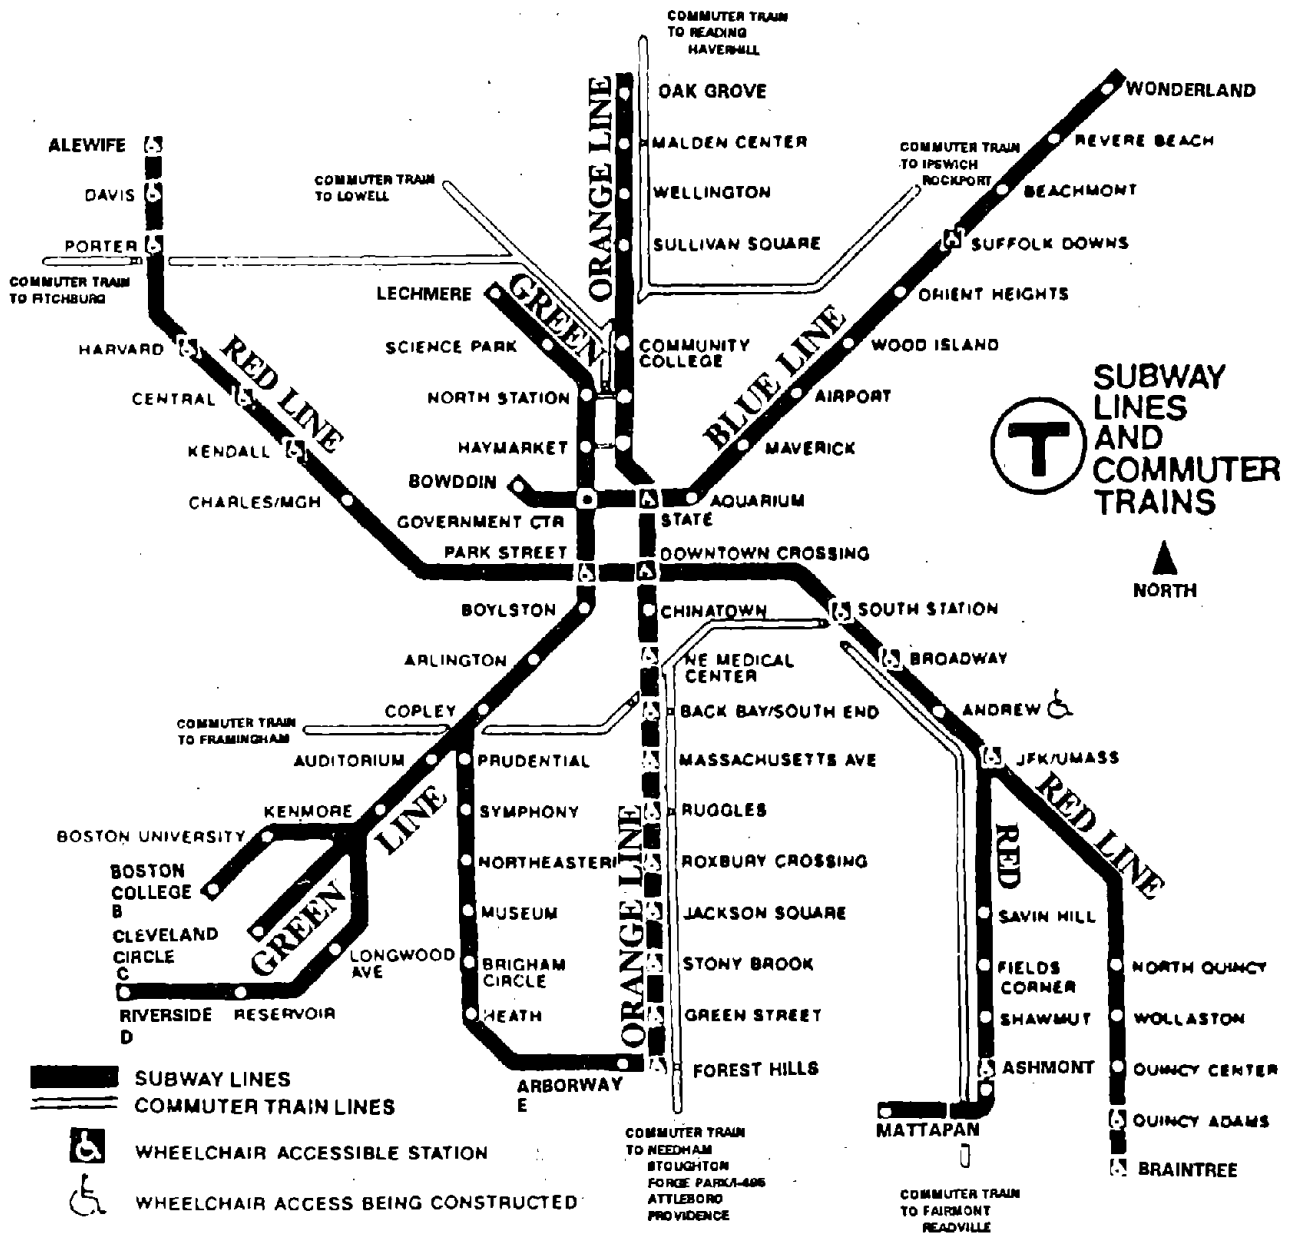 COMMUTER TRAIN
TO READING
HAVERHILL
ORANGE LINE
OAK GROVE
MALDEN CENTER
WELLINGTON
SULLIVAN SQUARE
COMMUNITY
COLLEGE
WONDERLAND
REVERE BEACH
BEACHMONT
SUFFOLK DOWNS
ORIENT HEIGHTS
WOOD ISLAND
AIRPORT
MAVERICK
AQUARIUM
BLUE LINE
COMMUTER TRAIN
TO IPSWICH
ROCKPORT
ALEWIFE
DAVIS
PORTER
COMMUTER TRAIN
TO FITCHBURG
HARVARD
CENTRAL
KENDALL
CHARLES/MGH
RED LINE
COMMUTER TRAIN
TO LOWELL
LECHMERE
GREEN
SCIENCE PARK
NORTH STATION
HAYMARKET
BOWDDIN
GOVERNMENT CTR
STATE
PARK STREET
DOWNTOWN CROSSING
BOYLSTON
CHINATOWN
SOUTH STATION
T
SUBWAY
LINES
AND
COMMUTER
TRAINS
NORTH
ARLINGTON
NE MEDICAL
CENTER
BROADWAY
COPLEY
BACK BAY/SOUTH END
ANDREW
COMMUTER TRAIN
TO FRAMINGHAM
AUDITORIUM
PRUDENTIAL
MASSACHUSETTS AVE
JFK/UMASS
KENMORE
SYMPHONY
RUGGLES
RED LINE
RED
BOSTON UNIVERSITY
LINE
NORTHEASTERN
ORANGE LINE
ROXBURY CROSSING
BOSTON
COLLEGE
B
GREEN
MUSEUM
JACKSON SQUARE
SAVIN HILL
CLEVELAND
CIRCLE
C
LONGWOOD
AVE
BRIGHAM
CIRCLE
STONY BROOK
FIELDS
CORNER
NORTH QUINCY
RIVERSIDE
D
RESERVOIR
HEATH
GREEN STREET
SHAWMUT
WOLLASTON
ARBORWAY
E
FOREST HILLS
ASHMONT
QUINCY CENTER
MATTAPAN
QUINCY ADAMS
BRAINTREE
COMMUTER TRAIN
TO NEEDHAM
STOUGHTON
FORGE PARK/I-495
ATTLEBORO
PROVIDENCE
COMMUTER TRAIN
TO FAIRMONT
READVILLE
SUBWAY LINES
COMMUTER TRAIN LINES
WHEELCHAIR ACCESSIBLE STATION
WHEELCHAIR ACCESS BEING CONSTRUCTED